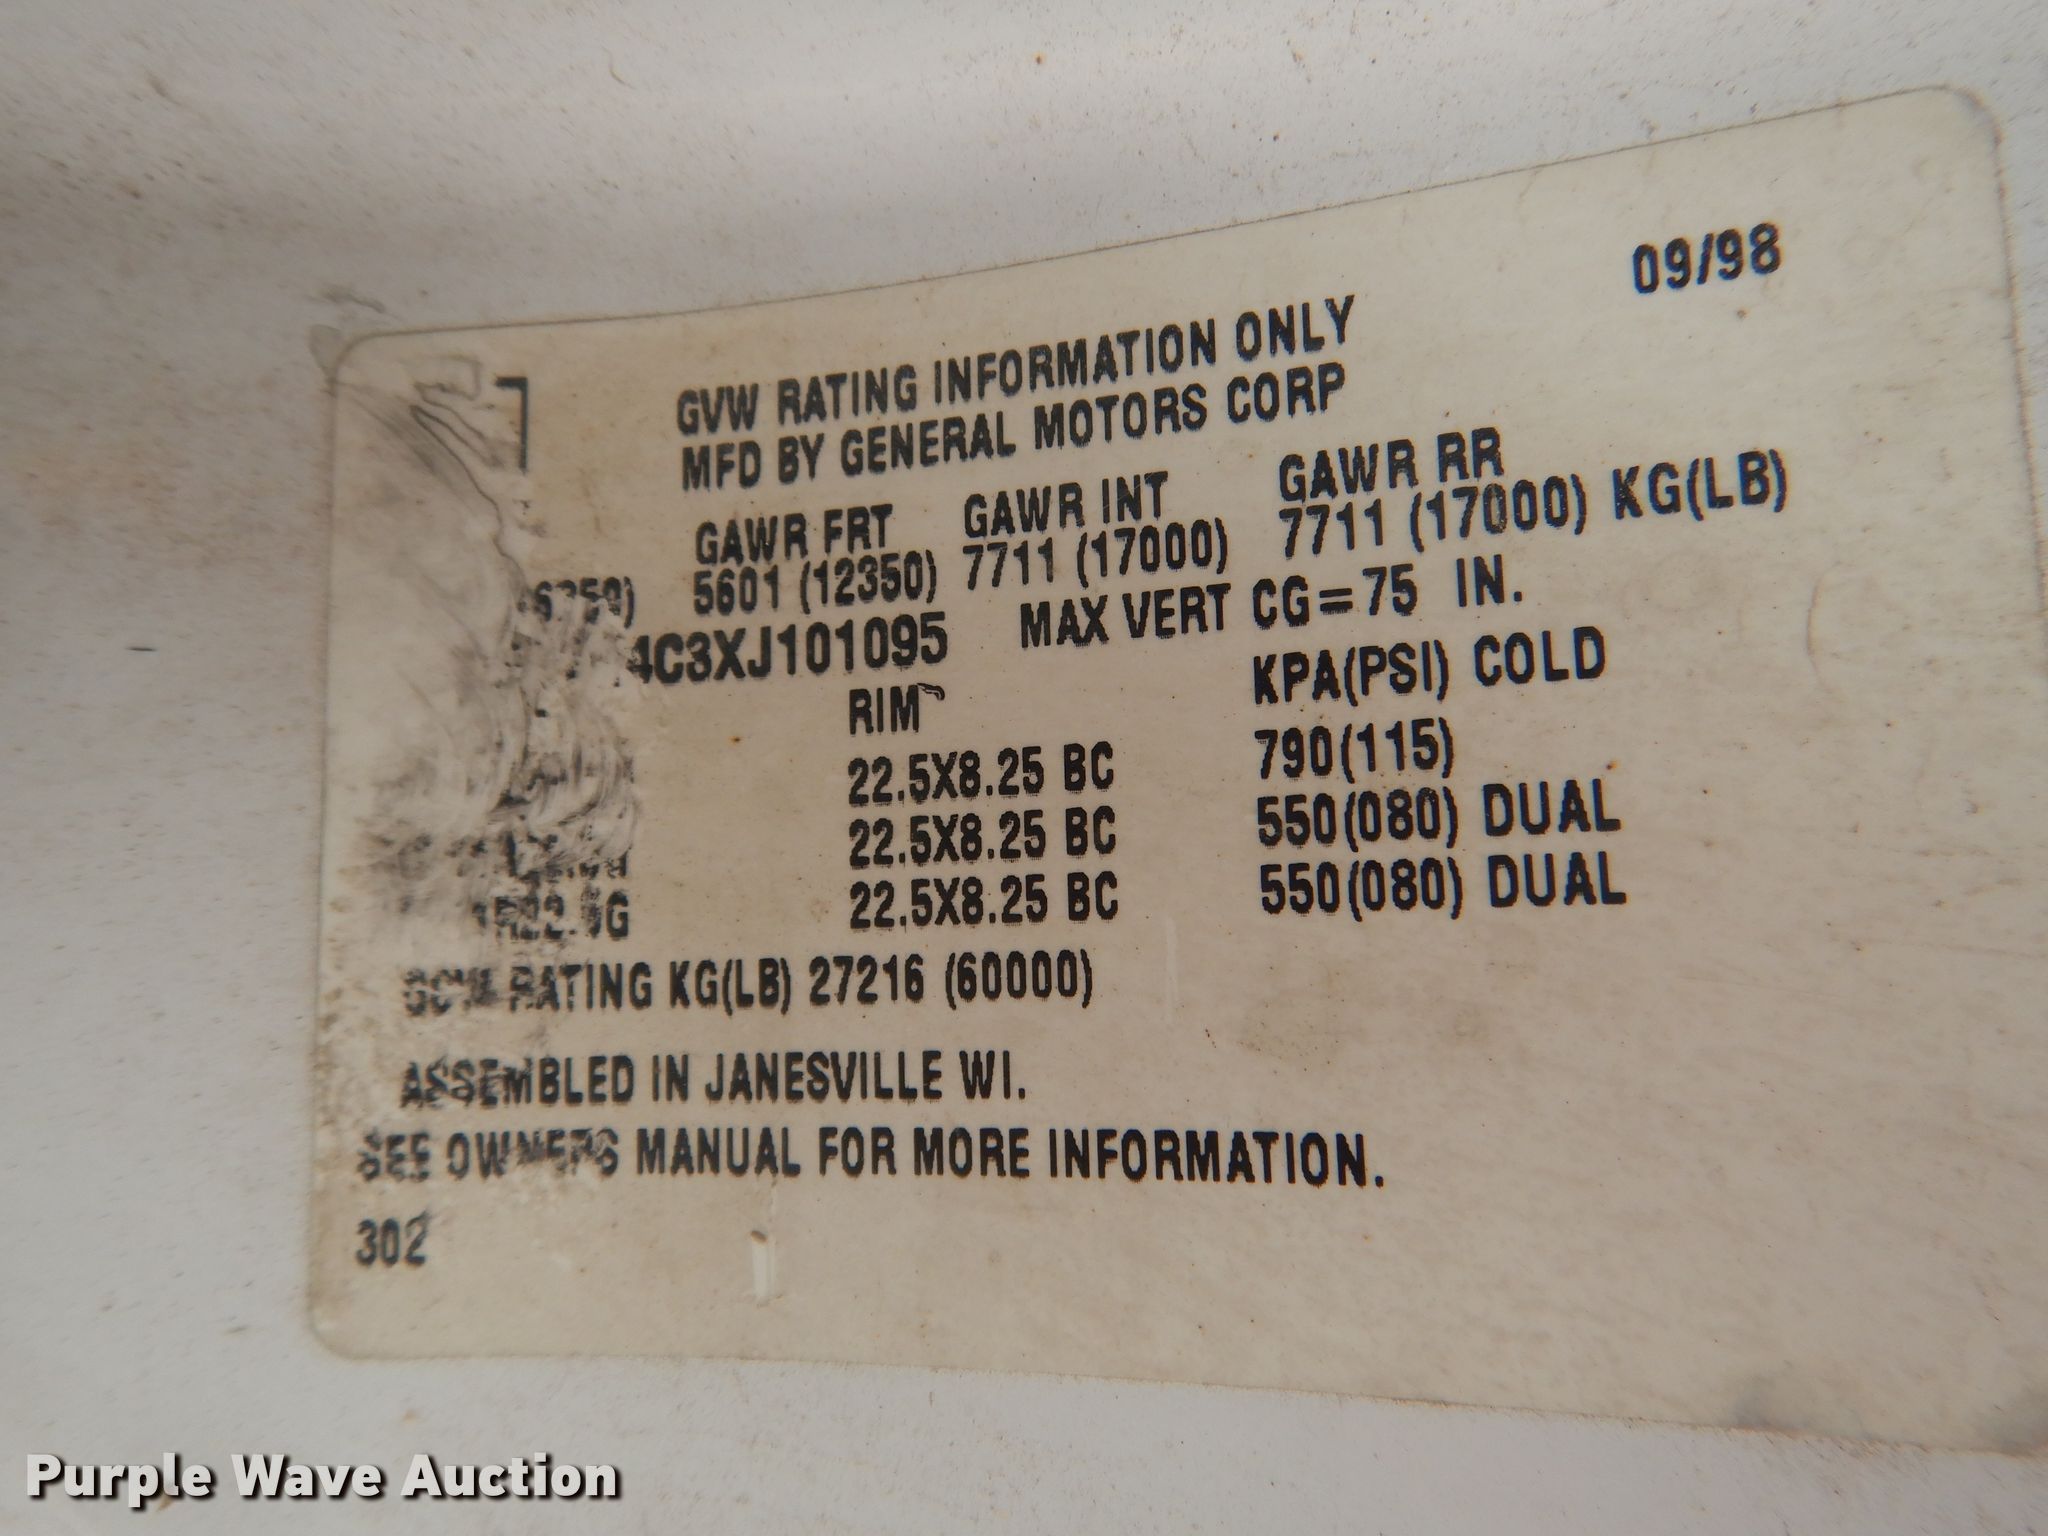 09/98
GVW RATING INFORMATION ONLY
MFD BY GENERAL MOTORS CORP
GAWR FRT GAWR INT GAWR RR
5601 (12350) 7711 (17000) 7711 (17000) KG(LB)
4C3XJ101095 MAX VERT CG=75 IN.
RIM KPA(PSI) COLD
22.5X8.25 BC 790(115)
22.5X8.25 BC 550(080) DUAL
22.5X8.25 BC 550(080) DUAL
RATING KG(LB) 27216 (60000)
ASSEMBLED IN JANESVILLE WI.
SEE OWNERS MANUAL FOR MORE INFORMATION.
302
Purple Wave Auction